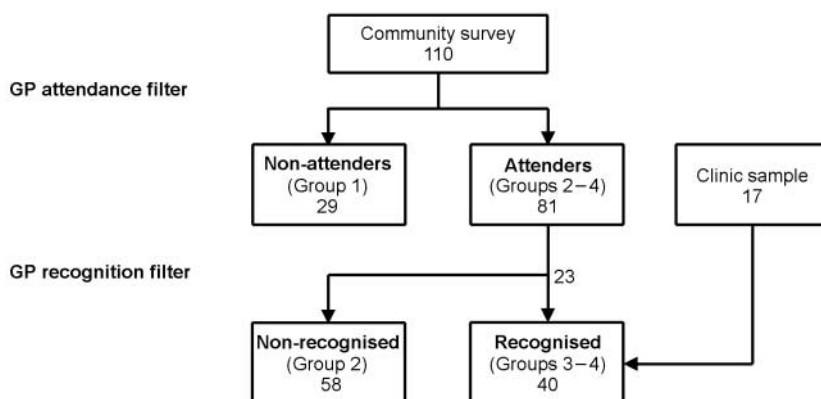 Community survey
110
GP attendance filter
Non-attenders
(Group 1)
29
Attenders
(Groups 2–4)
81
Clinic sample
17
GP recognition filter
23
Non-recognised
(Group 2)
58
Recognised
(Groups 3–4)
40